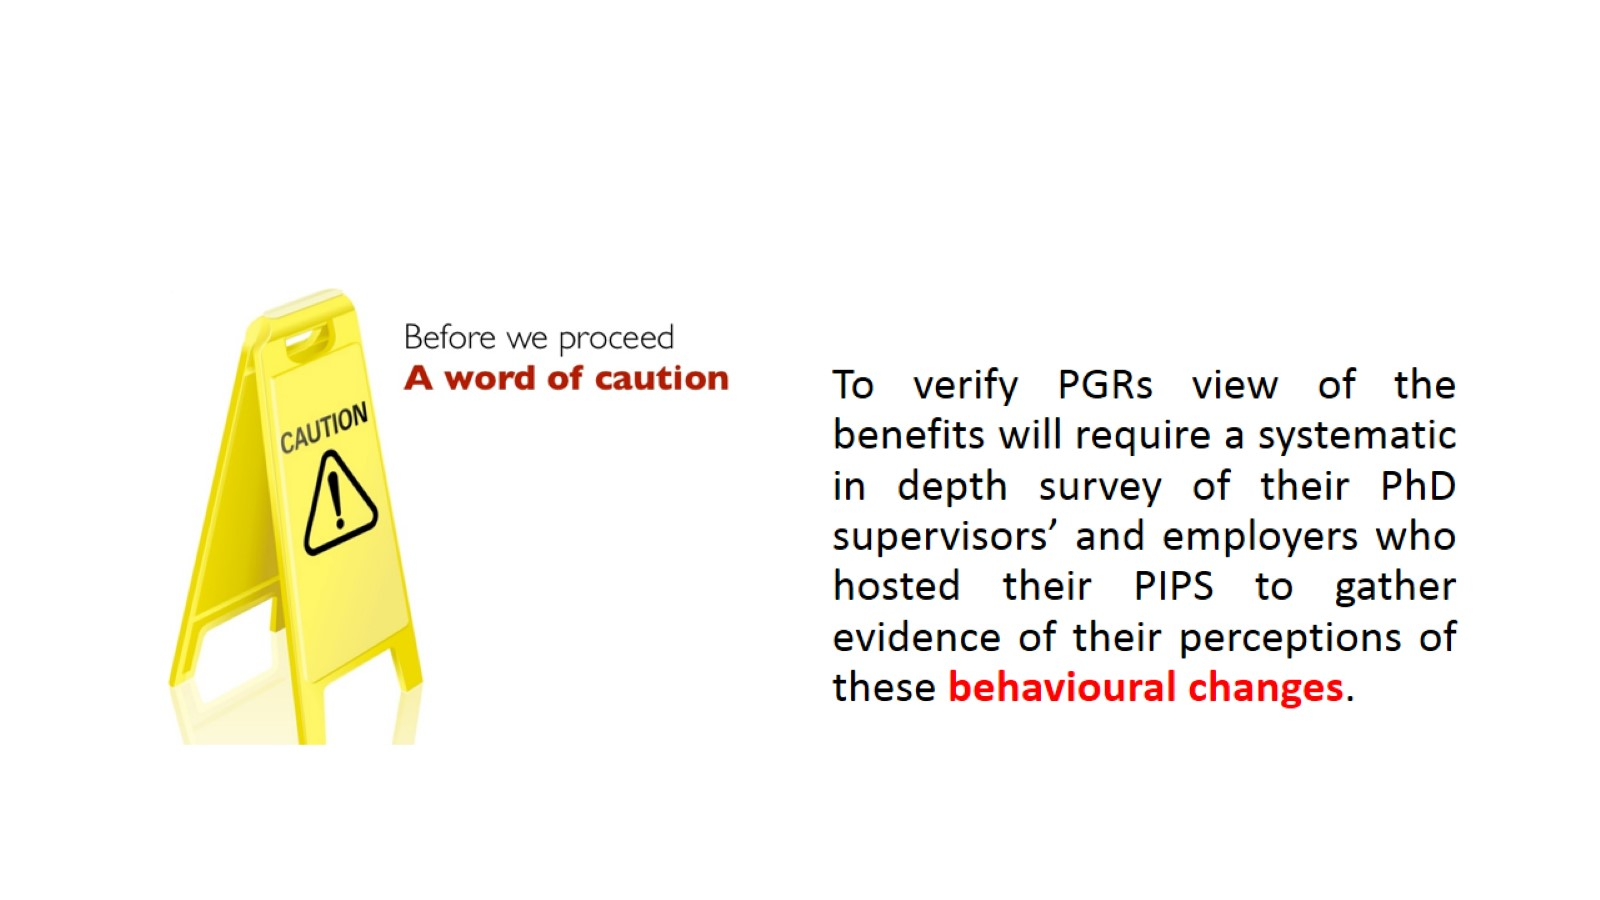 Before we proceed
A word of caution
CAUTION
!
To verify PGRs view of the
benefits will require a systematic
in depth survey of their PhD
supervisors’ and employers who
hosted their PIPS to gather
evidence of their perceptions of
these behavioural changes.